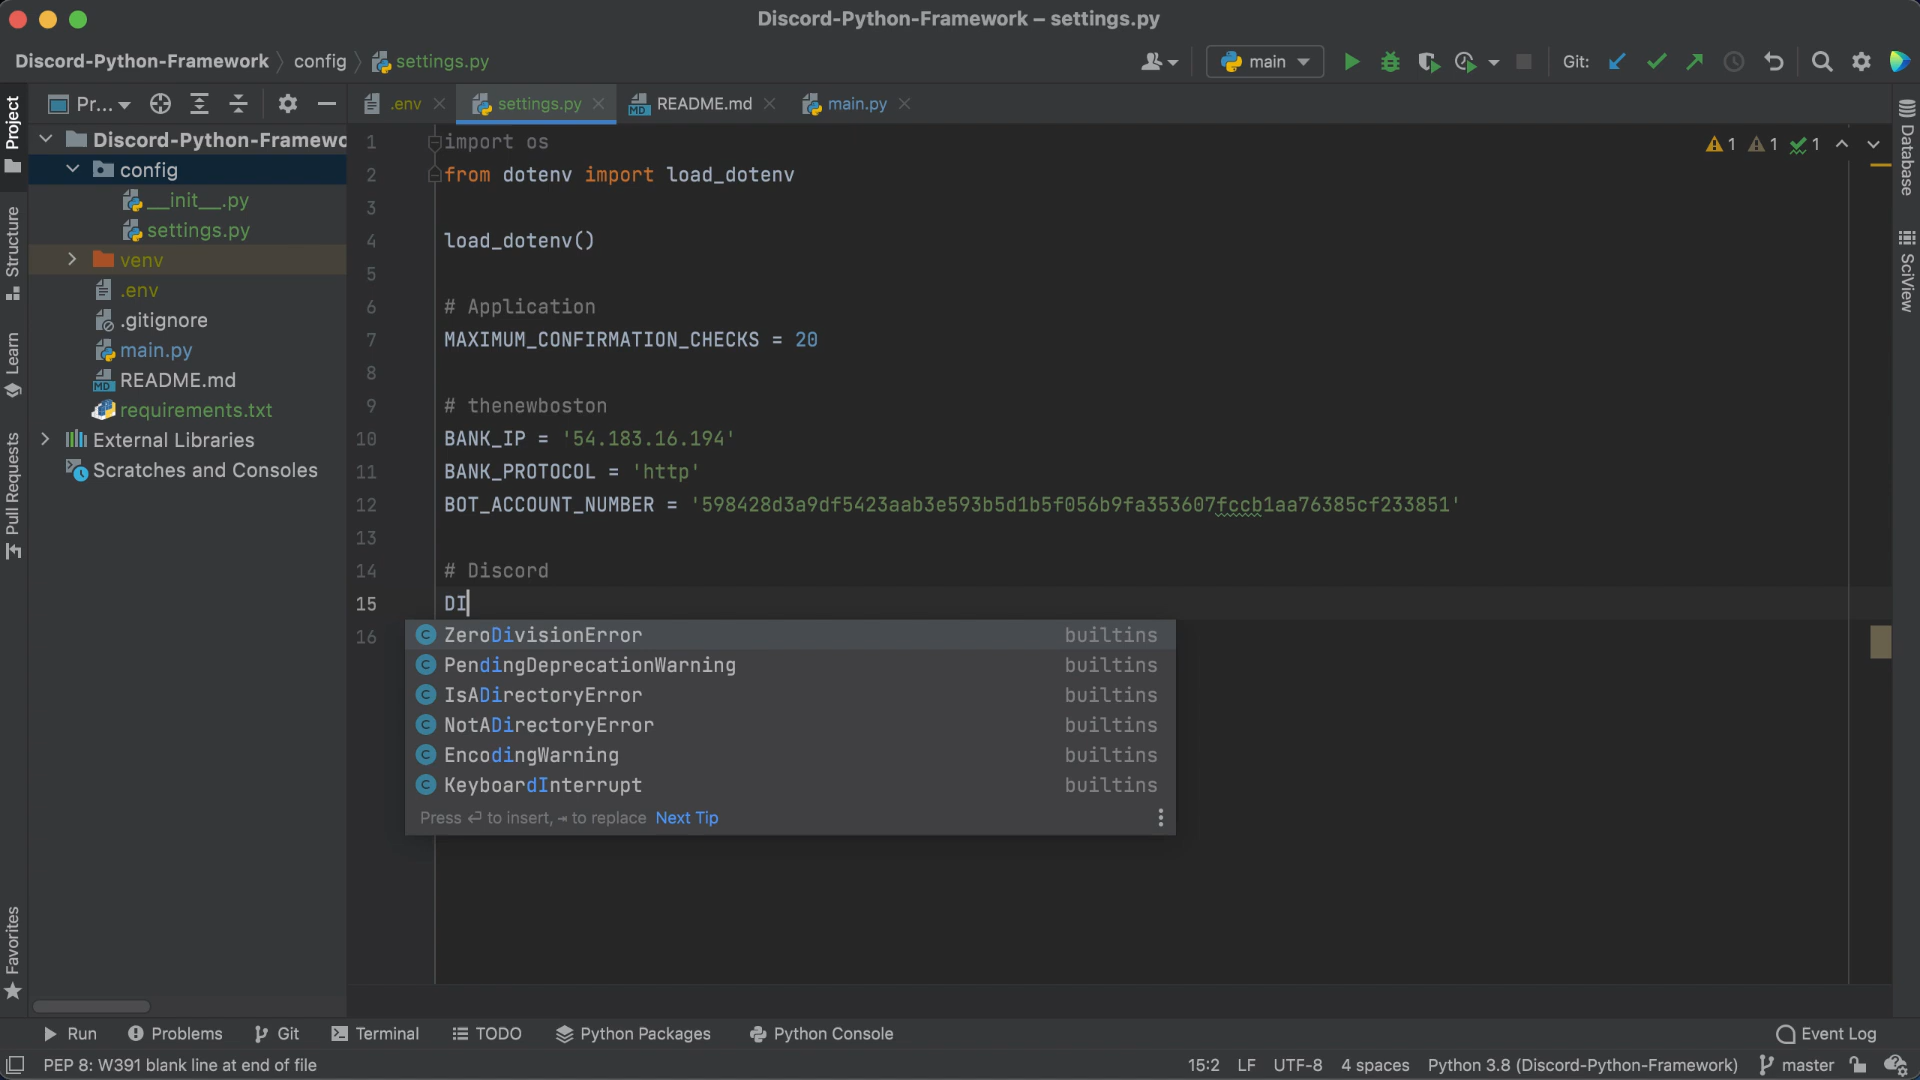 Discord-Python-Framework – settings.py
Discord-Python-Framework config settings.py
main
Git:
Pr...
.env
settings.py
README.md
main.py
Project
Structure
Learn
Pull Requests
Favorites
Database
SciView
Discord-Python-Framewo
config
__init__.py
settings.py
venv
.env
.gitignore
main.py
README.md
requirements.txt
External Libraries
Scratches and Consoles
1 import os
2 from dotenv import load_dotenv
3
4 load_dotenv()
5
6 # Application
7 MAXIMUM_CONFIRMATION_CHECKS = 20
8
9 # thenewboston
10 BANK_IP = '54.183.16.194'
11 BANK_PROTOCOL = 'http'
12 BOT_ACCOUNT_NUMBER = '598428d3a9df5423aab3e593b5d1b5f056b9fa353607fccb1aa76385cf233851'
13
14 # Discord
15 DI
16
1 1 1
ZeroDivisionError builtins
PendingDeprecationWarning builtins
IsADirectoryError builtins
NotADirectoryError builtins
EncodingWarning builtins
KeyboardInterrupt builtins
Press ↩ to insert, ⇥ to replace Next Tip
Run Problems Git Terminal TODO Python Packages Python Console Event Log
PEP 8: W391 blank line at end of file 15:2 LF UTF-8 4 spaces Python 3.8 (Discord-Python-Framework) master